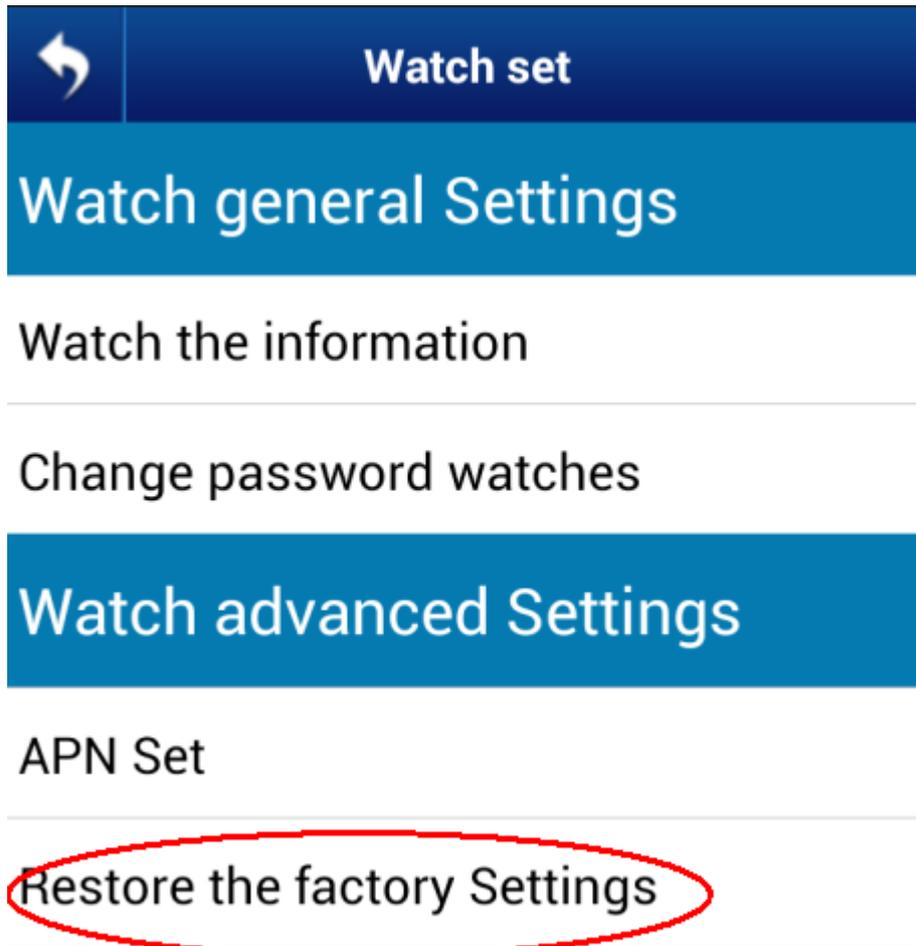 Watch set
Watch general Settings
Watch the information
Change password watches
Watch advanced Settings
APN Set
Restore the factory Settings